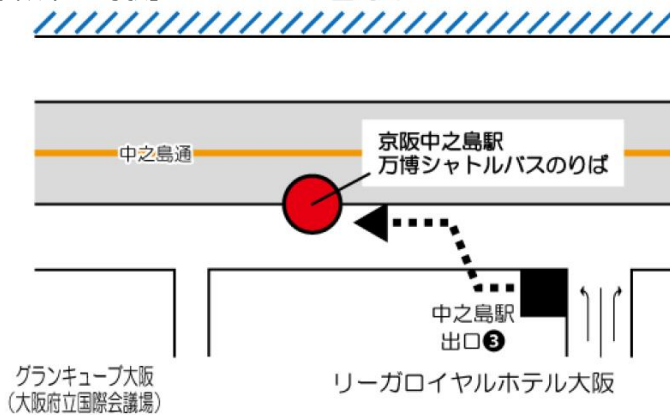 京阪中之島駅
万博シャトルバスのりば
中之島通
中之島駅
出口❸
グランキューブ大阪
(大阪府立国際会議場)
リーガロイヤルホテル大阪